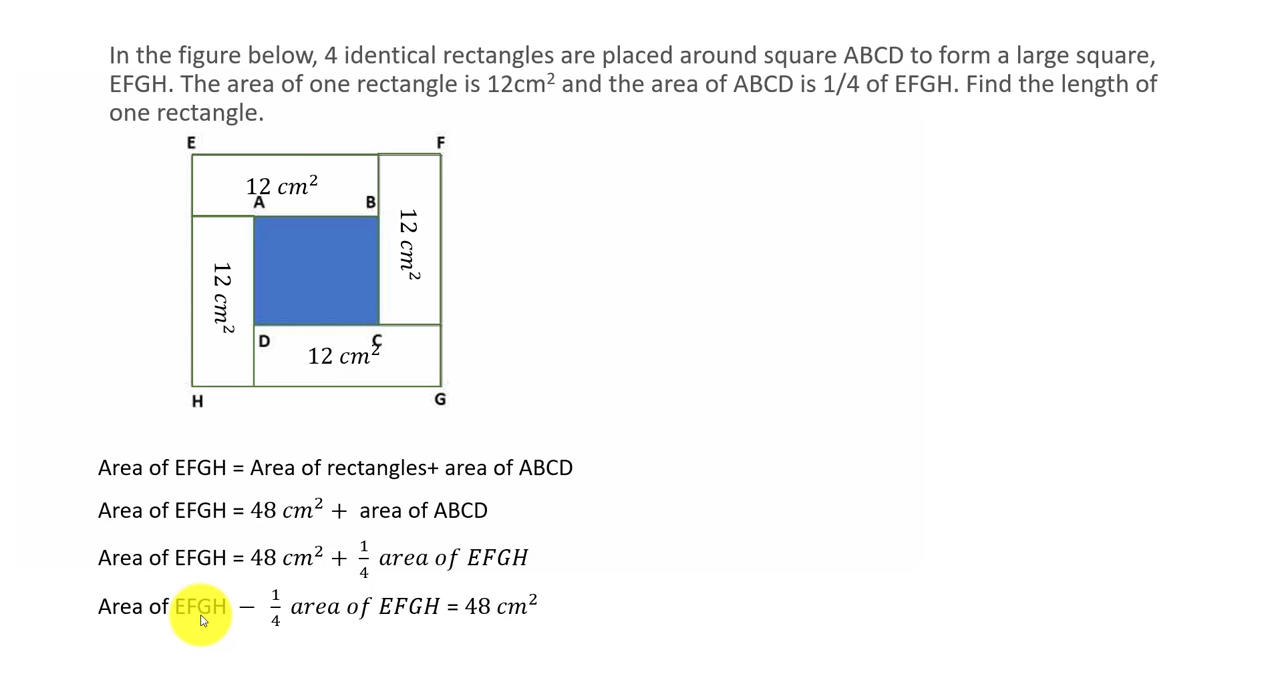 In the figure below, 4 identical rectangles are placed around square ABCD to form a large square,
EFGH. The area of one rectangle is 12cm² and the area of ABCD is 1/4 of EFGH. Find the length of
one rectangle.
E
F
12 cm²
A
B
12 cm²
12 cm²
D
C
12 cm²
H
G
Area of EFGH = Area of rectangles+ area of ABCD
Area of EFGH = 48 cm² + area of ABCD
Area of EFGH = 48 cm² + 1/4 area of EFGH
Area of EFGH − 1/4 area of EFGH = 48 cm²